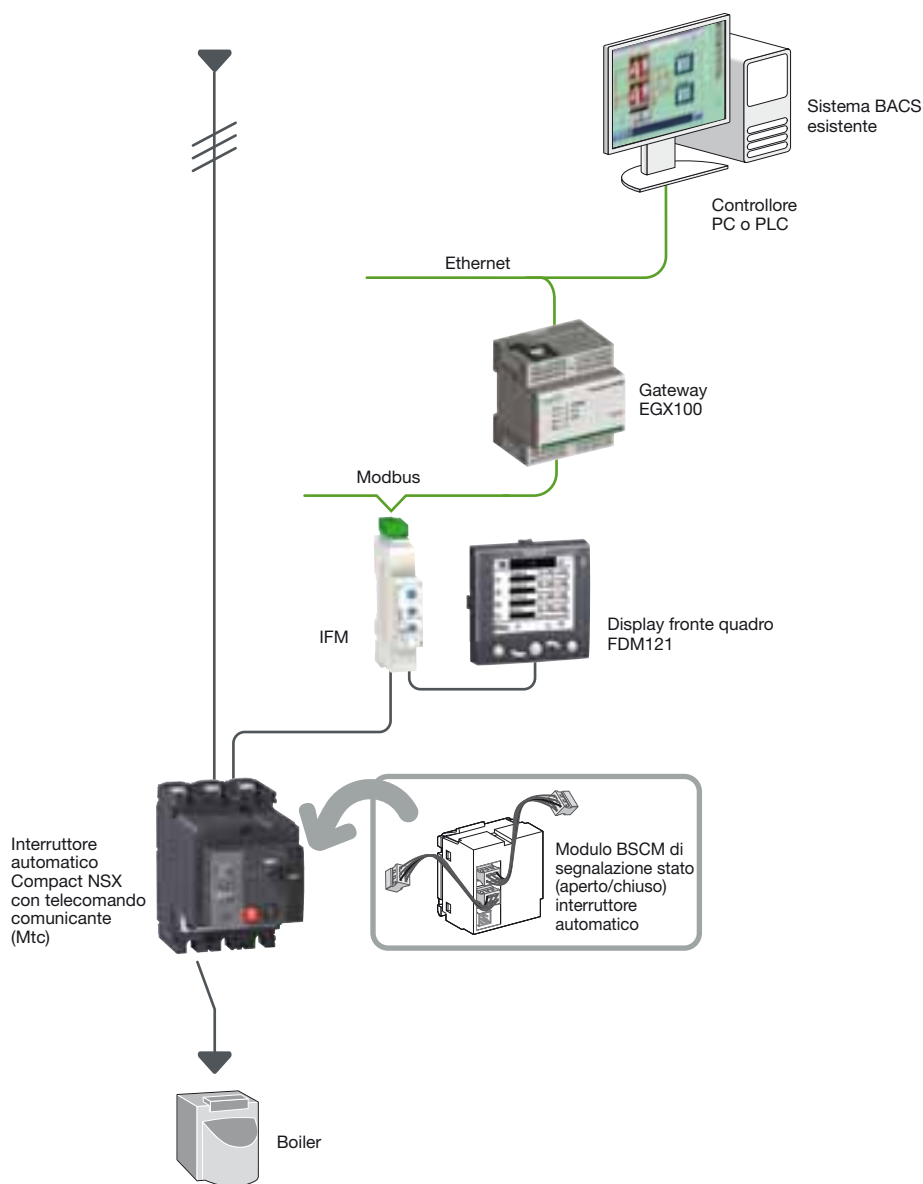 Sistema BACS
esistente
Controllore
PC o PLC
Ethernet
Gateway
EGX100
Modbus
IFM
Display fronte quadro
FDM121
Interruttore
automatico
Compact NSX
con telecomando
comunicante
(Mtc)
Modulo BSCM di
segnalazione stato
(aperto/chiuso)
interruttore
automatico
Boiler